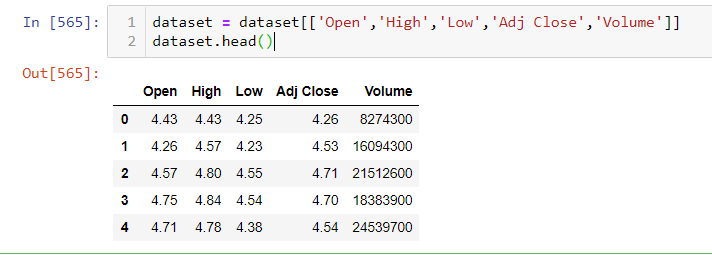 In [565]: 1 dataset = dataset[['Open','High','Low','Adj Close','Volume']]
2 dataset.head()
Out[565]:
Open High Low Adj Close Volume
0 4.43 4.43 4.25 4.26 8274300
1 4.26 4.57 4.23 4.53 16094300
2 4.57 4.80 4.55 4.71 21512600
3 4.75 4.84 4.54 4.70 18383900
4 4.71 4.78 4.38 4.54 24539700